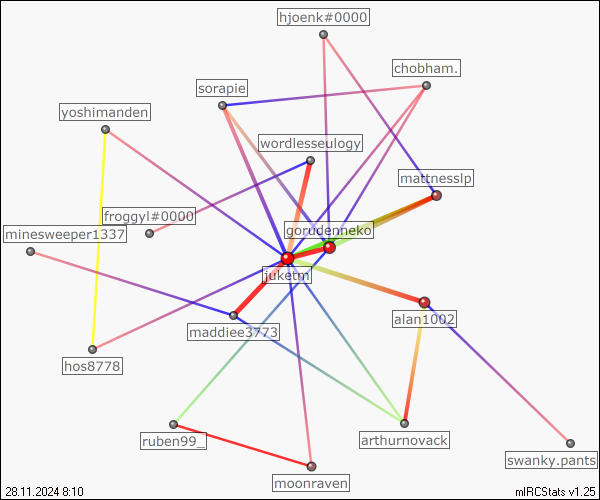 hjoenk#0000
chobham.
sorapie
yoshimanden
wordlesseulogy
mattnesslp
froggyl#0000
gorudenneko
minesweeper1337
juketm
alan1002
maddiee3773
hos8778
ruben99_
arthurnovack
swanky.pants
moonraven
28.11.2024 8:10
mIRCStats v1.25